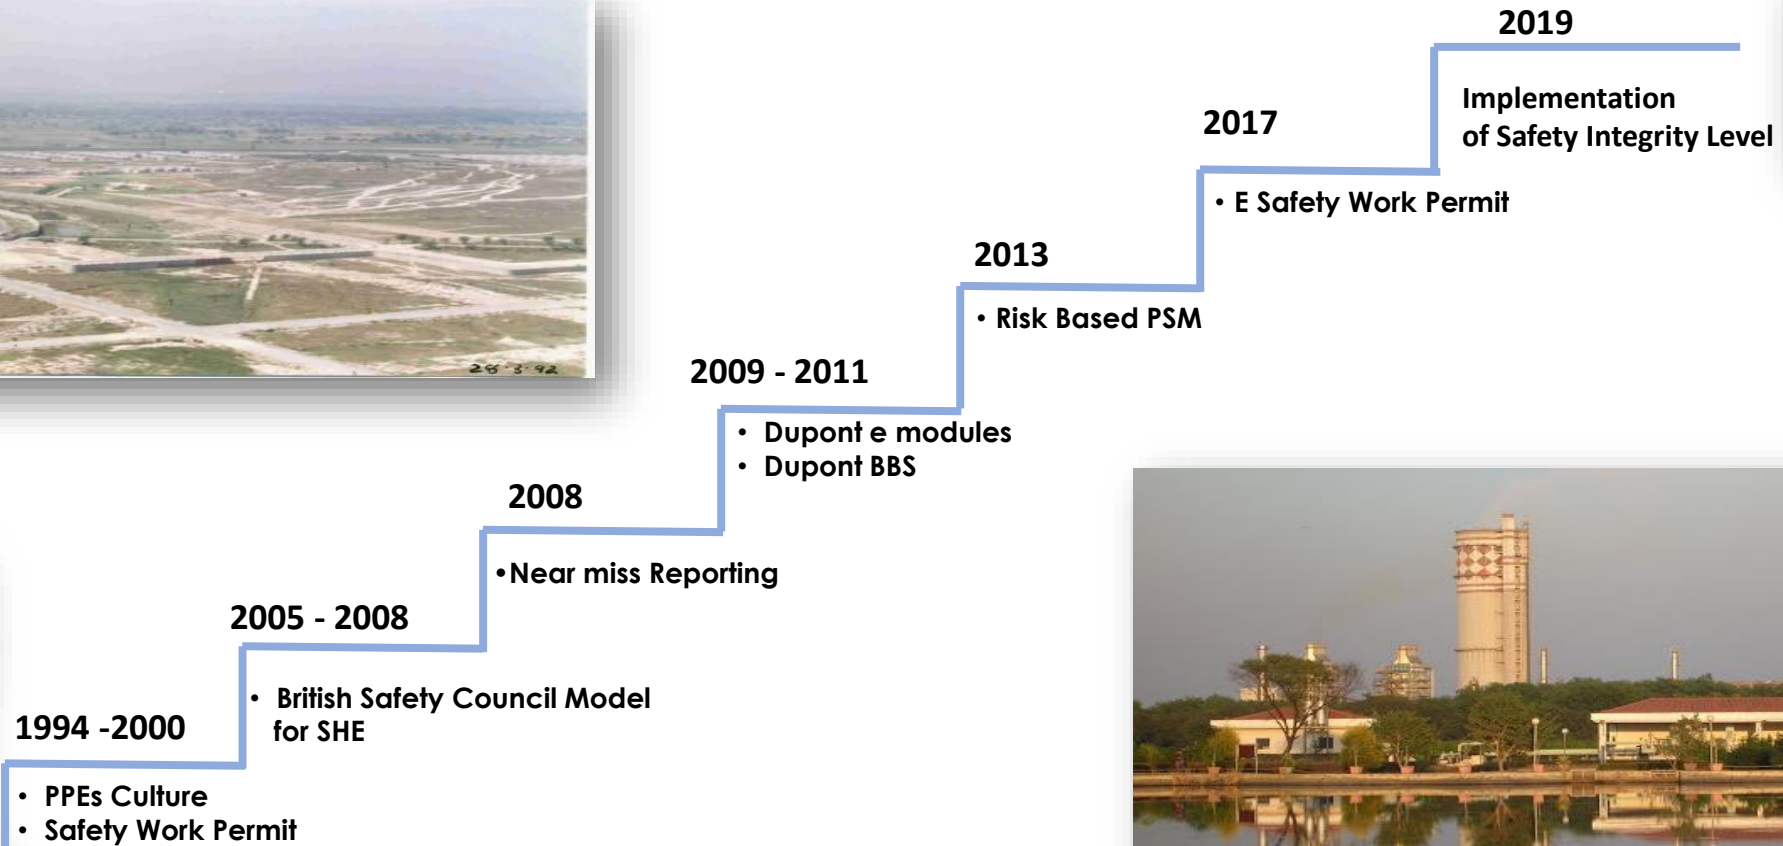 2019
Implementation
of Safety Integrity Level
2017
• E Safety Work Permit
2013
• Risk Based PSM
28·3·92
2009 - 2011
• Dupont e modules
• Dupont BBS
2008
•Near miss Reporting
2005 - 2008
• British Safety Council Model
for SHE
1994 -2000
• PPEs Culture
• Safety Work Permit